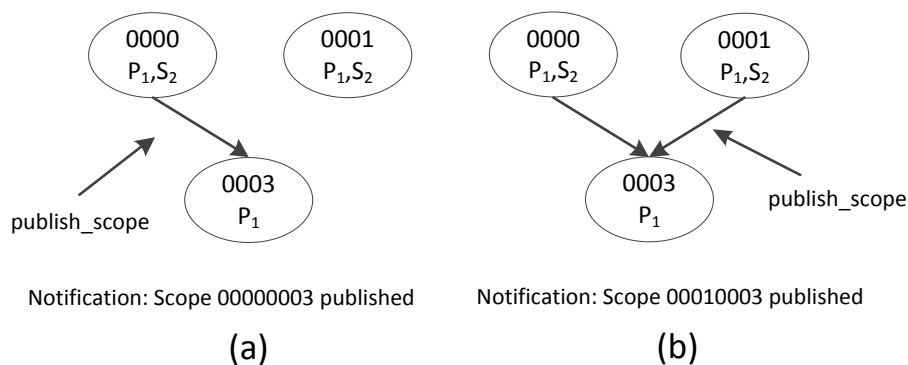 0000
P₁,S₂
0001
P₁,S₂
0003
P₁
publish_scope
Notification: Scope 00000003 published
(a)
0000
P₁,S₂
0001
P₁,S₂
0003
P₁
publish_scope
Notification: Scope 00010003 published
(b)